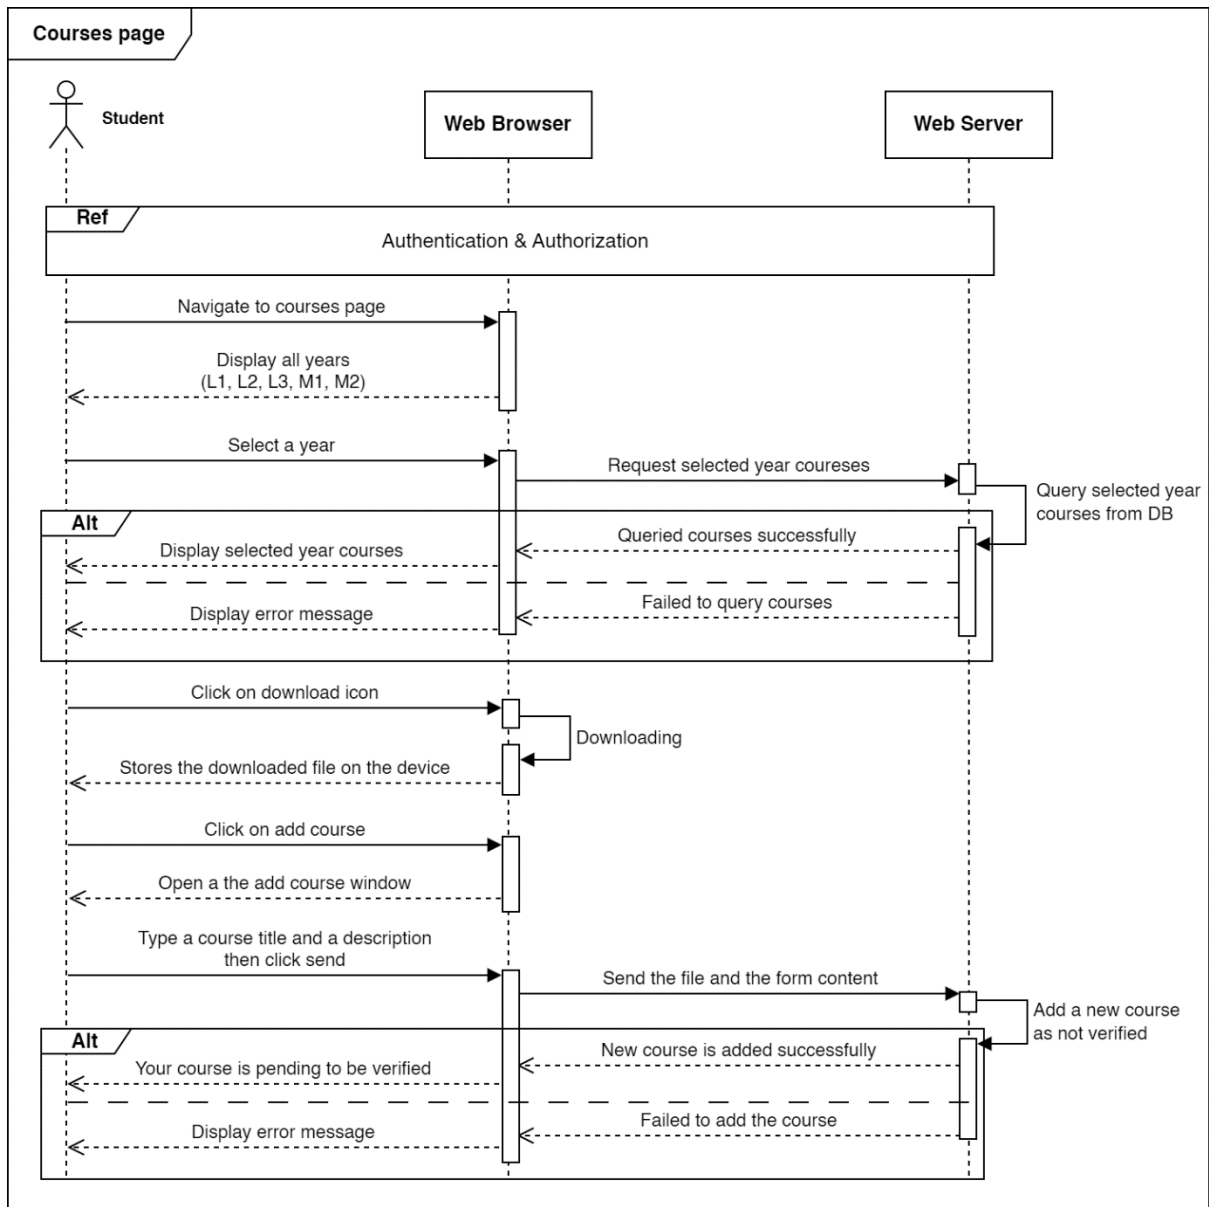 Courses page
Student
Web Browser
Web Server
Ref
Authentication & Authorization
Navigate to courses page
Display all years
(L1, L2, L3, M1, M2)
Select a year
Request selected year coureses
Query selected year
courses from DB
Alt
Queried courses successfully
Display selected year courses
Failed to query courses
Display error message
Click on download icon
Downloading
Stores the downloaded file on the device
Click on add course
Open a the add course window
Type a course title and a description
then click send
Send the file and the form content
Add a new course
as not verified
Alt
New course is added successfully
Your course is pending to be verified
Failed to add the course
Display error message